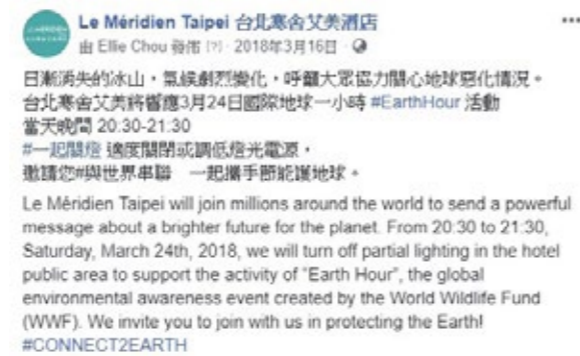 Le Méridien Taipei 台北寒舍艾美酒店
由 Ellie Chou 發佈 [?] · 2018年3月16日
日漸消失的冰山，氣候劇烈變化，呼籲大眾協力關心地球惡化情況。
台北寒舍艾美將響應3月24日國際地球一小時 #EarthHour 活動
當天晚間 20:30-21:30
#一起關燈 適度關閉或調低燈光電源，
邀請您#與世界串聯 一起攜手節能護地球。
Le Méridien Taipei will join millions around the world to send a powerful
message about a brighter future for the planet. From 20:30 to 21:30,
Saturday, March 24th, 2018, we will turn off partial lighting in the hotel
public area to support the activity of "Earth Hour", the global
environmental awareness event created by the World Wildlife Fund
(WWF). We invite you to join with us in protecting the Earth!
#CONNECT2EARTH